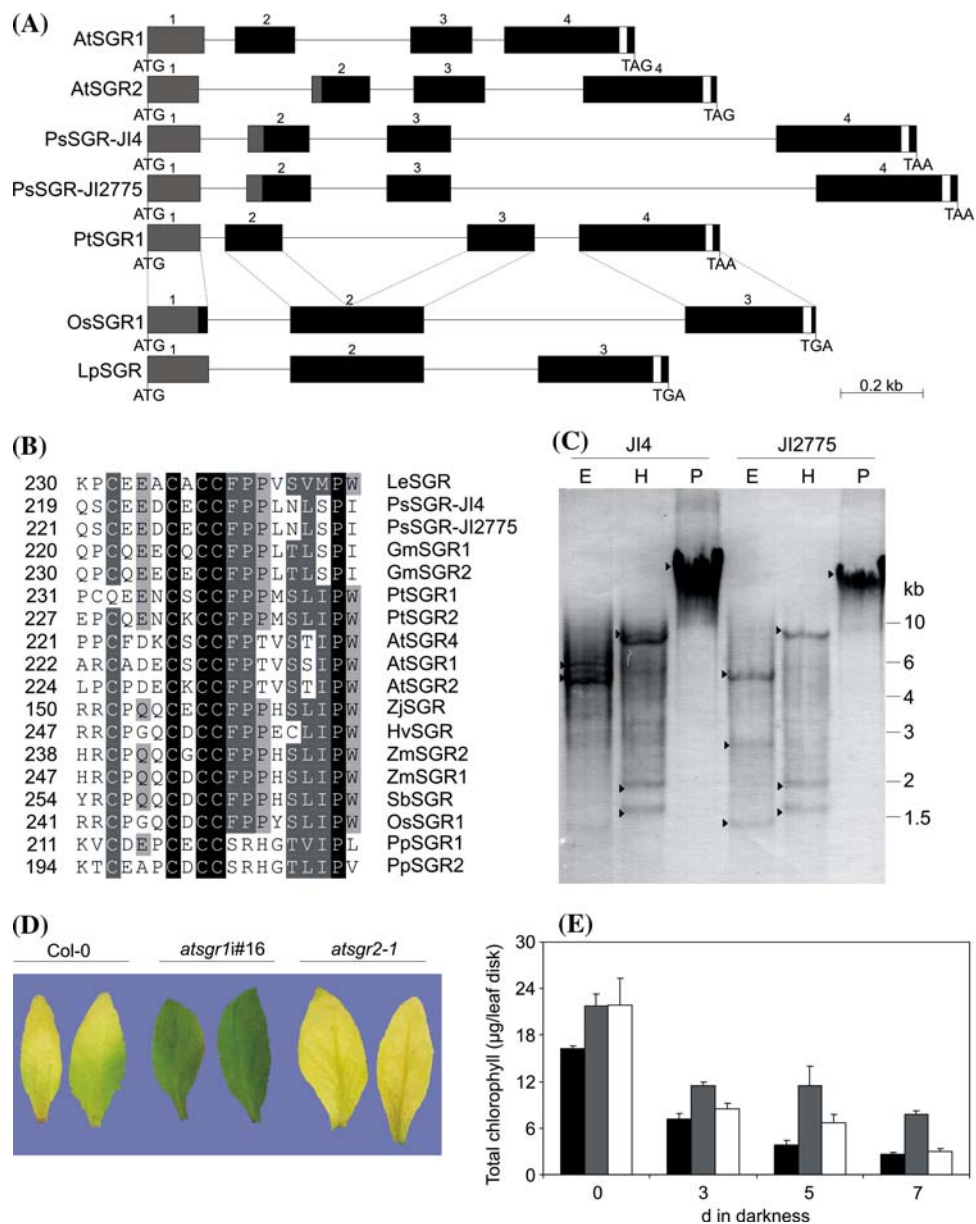 (A)
1 2 3 4
AtSGR1
ATG TAG
1 2 3 4
AtSGR2
ATG TAG
1 2 3 4
PsSGR-JI4
ATG TAA
1 2 3 4
PsSGR-JI2775
ATG TAA
1 2 3 4
PtSGR1
ATG TAA
1 2 3
OsSGR1
ATG TGA
1 2 3
LpSGR
ATG TGA
0.2 kb
(B)
230 KPCEEACACCFPPVSVMPW LeSGR
219 QSCEEDCECCFPPLNLSPI PsSGR-JI4
221 QSCEEDCECCFPPLNLSPI PsSGR-JI2775
220 QPCQEECQCCFPPLTLSPI GmSGR1
230 QPCQEECECCFPPLTLSPI GmSGR2
231 PCQEENCSCCFPPMSLIPW PtSGR1
227 EPCQENCKCCFPPMSLIPW PtSGR2
221 PPCFDKCSCCFPTVSTIPW AtSGR4
222 ARCADECSCCFPTVSSIPW AtSGR1
224 LPCPDECKCCFPTVSTIPW AtSGR2
150 RRCPQQCECCFPPHSLIPW ZjSGR
247 RRCPGQCDCCFPPECLIPW HvSGR
238 HRCPQQCGCCFPPHSLIPW ZmSGR2
247 HRCPQQCDCCFPPHSLIPW ZmSGR1
254 YRCPQQCDCCFPPHSLIPW SbSGR
241 RRCPGQCDCCFPPYSLIPW OsSGR1
211 KVCDEPCECCSRHGTVIPL PpSGR1
194 KTCEAPCDCCSRHGTLIPV PpSGR2
(C)
JI4 JI2775
E H P E H P
kb
10
6
4
3
2
1.5
(D)
Col-0 atsgr1i#16 atsgr2-1
(E)
Total chlorophyll (µg/leaf disk)
30
24
18
12
6
0
0 3 5 7
d in darkness